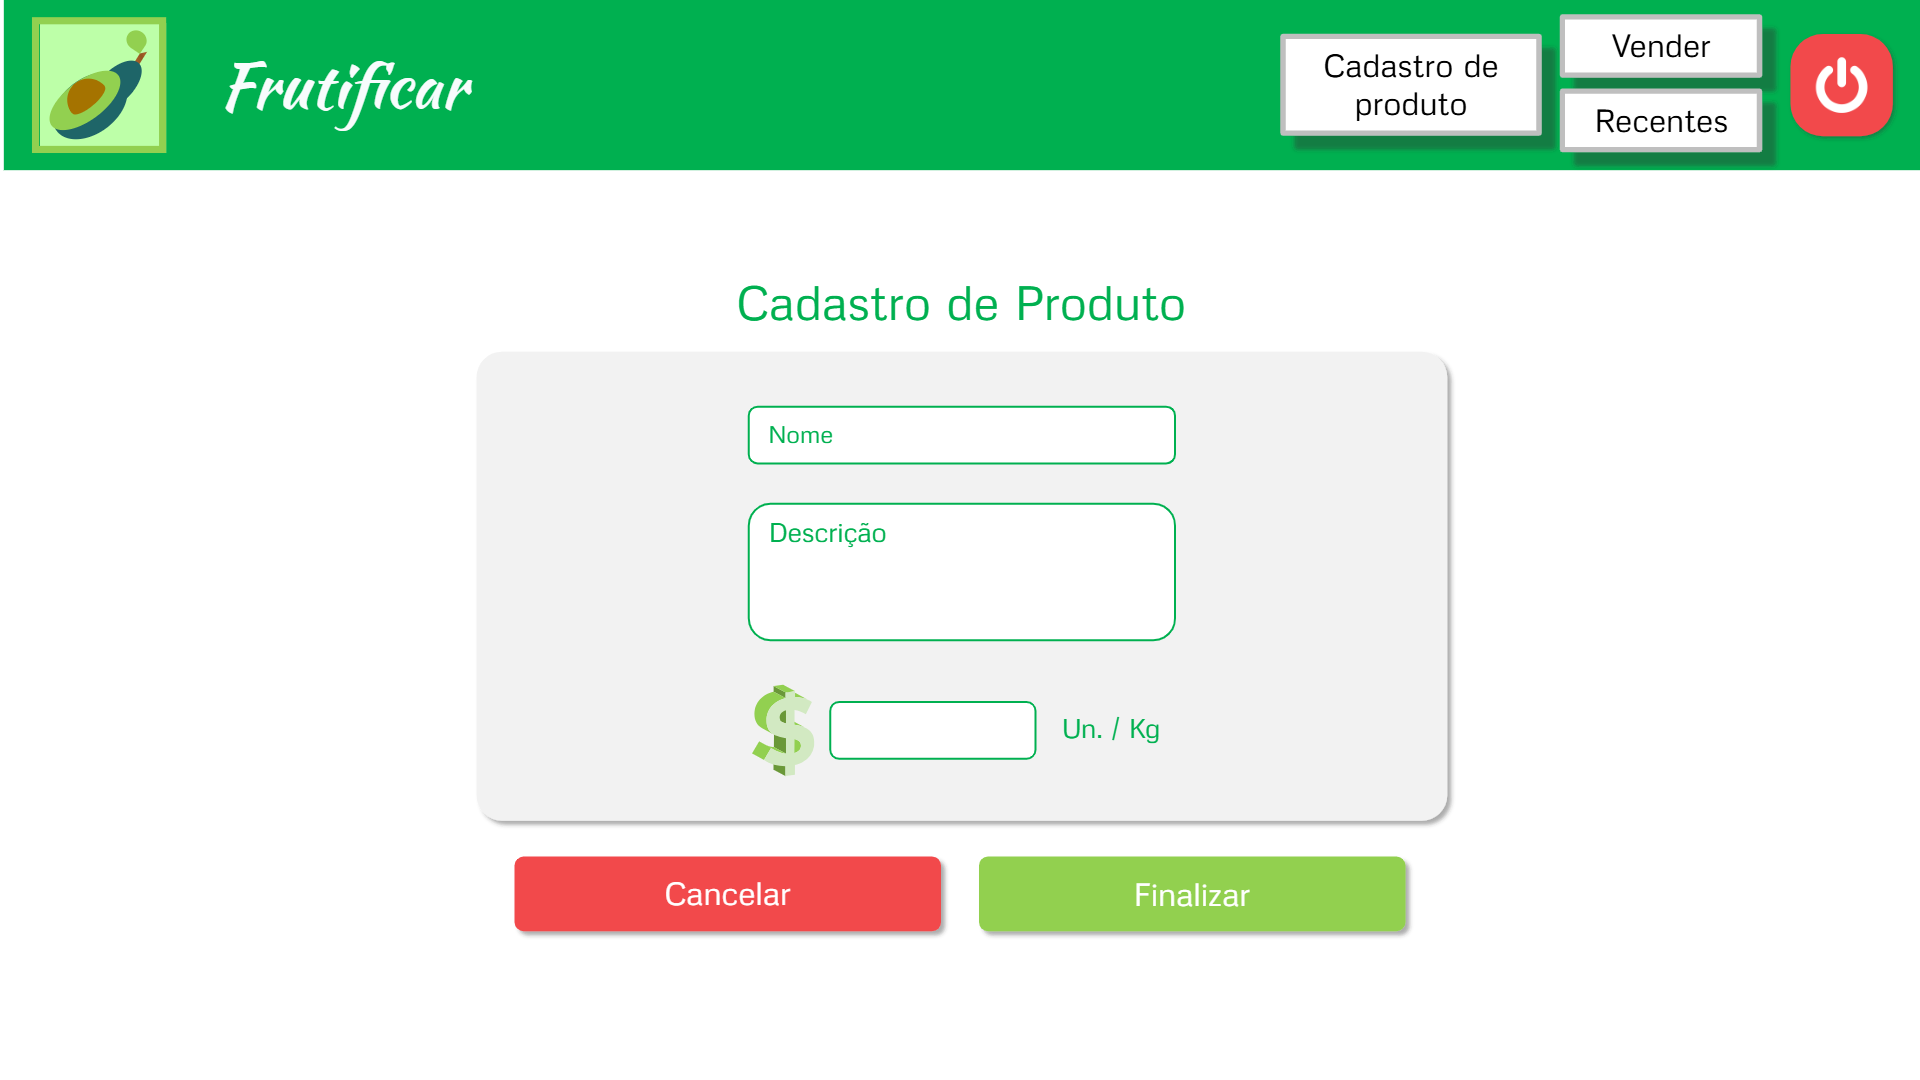 Frutificar
Cadastro de
produto
Vender
Recentes
Cadastro de Produto
Nome
Descrição
$
Un. / Kg
Cancelar
Finalizar